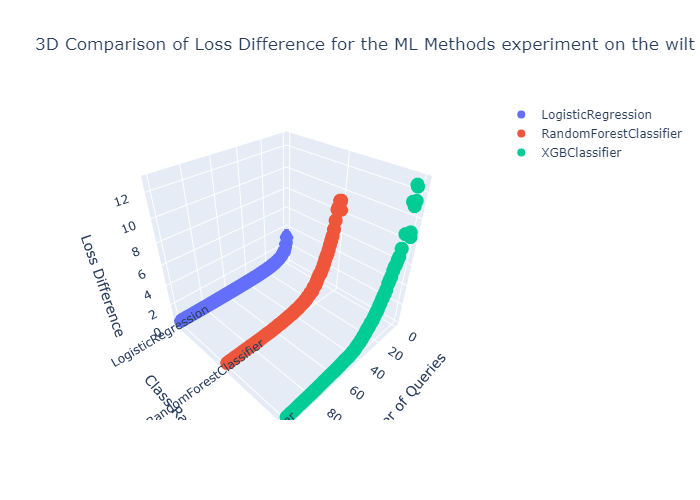 3D Comparison of Loss Difference for the ML Methods experiment on the wilt
LogisticRegression
RandomForestClassifier
XGBClassifier
12
10
8
6
4
2
0
Loss Difference
LogisticRegression
RandomForestClassifier
0
20
40
60
80
of Queries